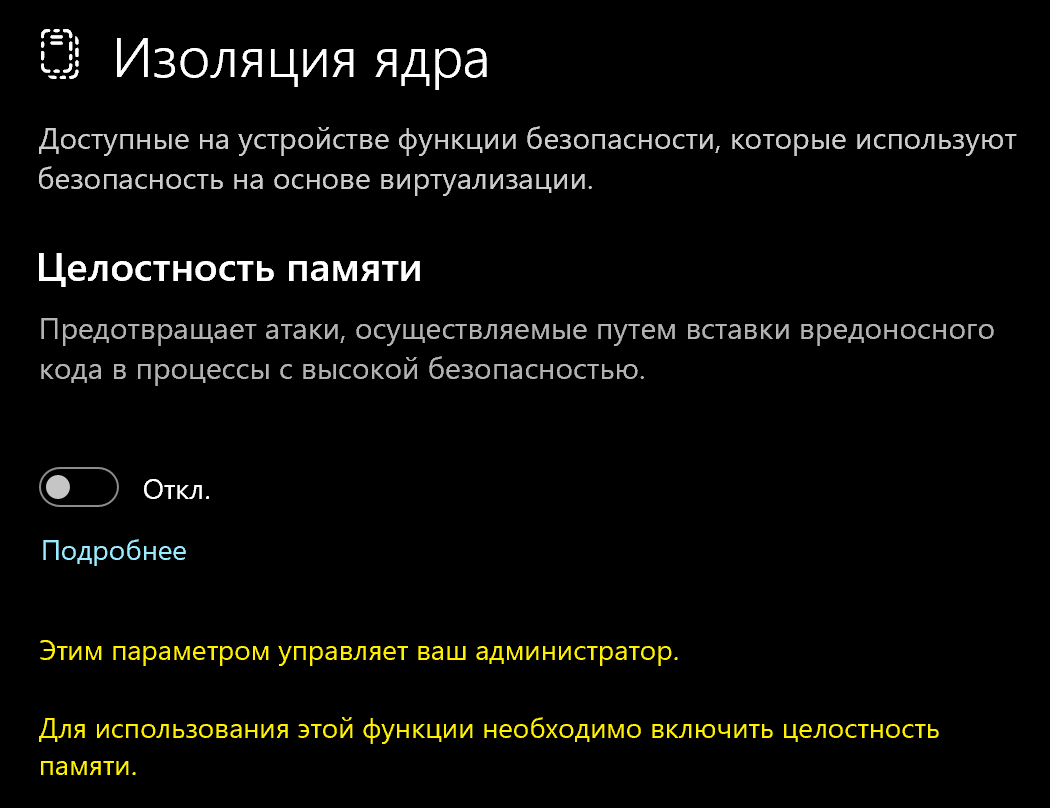 Изоляция ядра
Доступные на устройстве функции безопасности, которые используют
безопасность на основе виртуализации.
Целостность памяти
Предотвращает атаки, осуществляемые путем вставки вредоносного
кода в процессы с высокой безопасностью.
Откл.
Подробнее
Этим параметром управляет ваш администратор.
Для использования этой функции необходимо включить целостность
памяти.